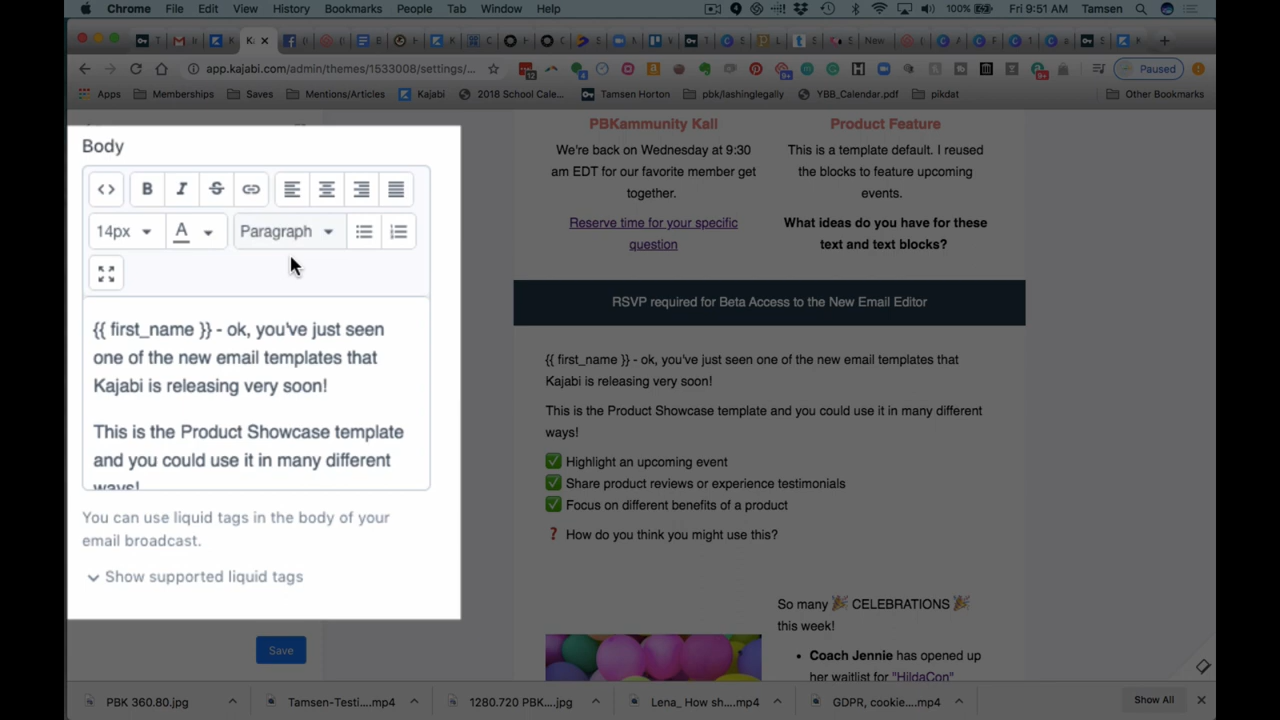 Chrome File Edit View History Bookmarks People Tab Window Help 100% Fri 9:51 AM Tamsen
New
app.kajabi.com/admin/themes/1533008/settings/... Paused
Apps Memberships Saves Mentions/Articles Kajabi 2018 School Cale... Tamsen Horton pbk/lashinglegally YBB_Calendar.pdf pikdat Other Bookmarks
Body
14px A Paragraph
{{ first_name }} - ok, you've just seen
one of the new email templates that
Kajabi is releasing very soon!
This is the Product Showcase template
and you could use it in many different
ways!
You can use liquid tags in the body of your
email broadcast.
Show supported liquid tags
Save
PBKammunity Kall
We're back on Wednesday at 9:30
am EDT for our favorite member get
together.
Reserve time for your specific
question
Product Feature
This is a template default. I reused
the blocks to feature upcoming
events.
What ideas do you have for these
text and text blocks?
RSVP required for Beta Access to the New Email Editor
{{ first_name }} - ok, you've just seen one of the new email templates that
Kajabi is releasing very soon!
This is the Product Showcase template and you could use it in many different
ways!
✅ Highlight an upcoming event
✅ Share product reviews or experience testimonials
✅ Focus on different benefits of a product
❓ How do you think you might use this?
So many 🎉 CELEBRATIONS 🎉
this week!
• Coach Jennie has opened up
her waitlist for "HildaCon"
PBK 360.80.jpg Tamsen-Testi....mp4 1280.720 PBK....jpg Lena_ How sh....mp4 GDPR, cookie....mp4 Show All